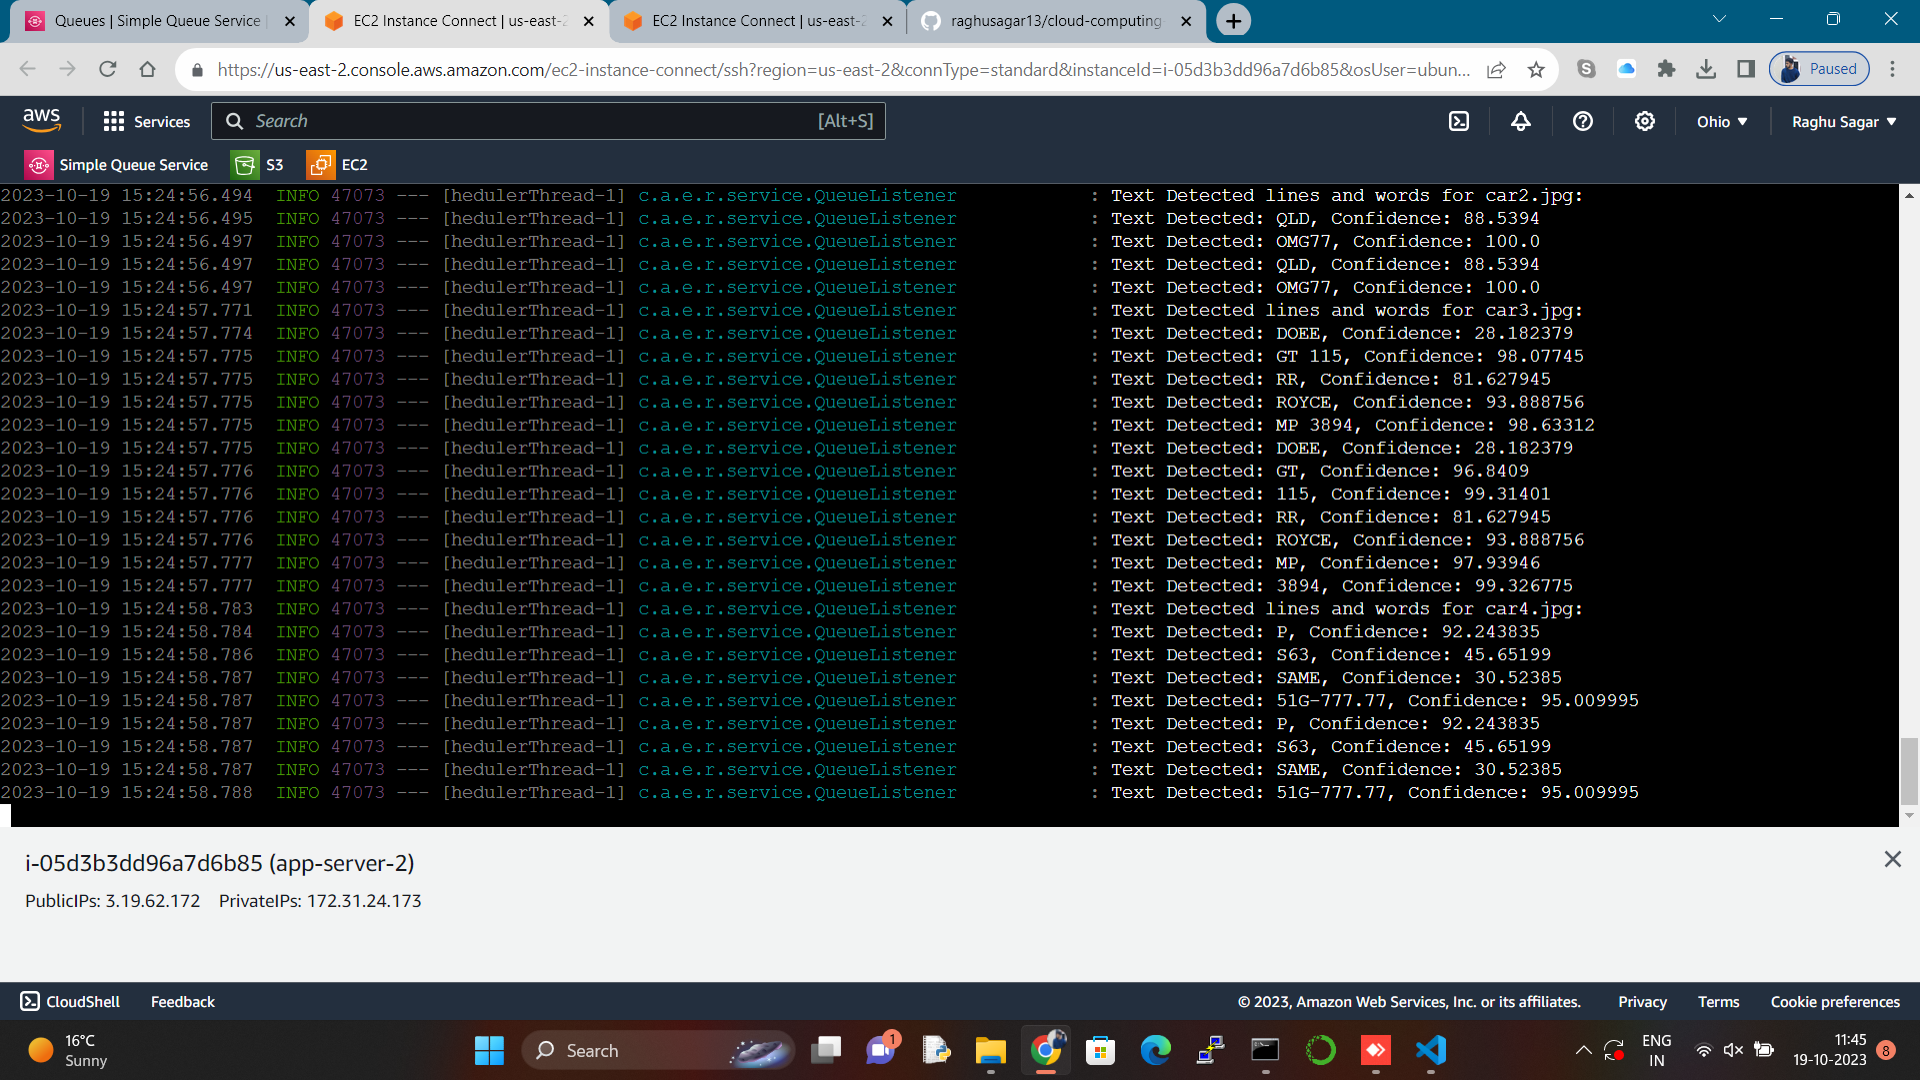 Queues | Simple Queue Service |
EC2 Instance Connect | us-east-2
EC2 Instance Connect | us-east-2
raghusagar13/cloud-computing-
https://us-east-2.console.aws.amazon.com/ec2-instance-connect/ssh?region=us-east-2&connType=standard&instanceId=i-05d3b3dd96a7d6b85&osUser=ubun...
Paused
aws
Services
Search
[Alt+S]
Ohio
Raghu Sagar
Simple Queue Service
S3
EC2
2023-10-19 15:24:56.494  INFO 47073 --- [hedulerThread-1] c.a.e.r.service.QueueListener            : Text Detected lines and words for car2.jpg:
2023-10-19 15:24:56.495  INFO 47073 --- [hedulerThread-1] c.a.e.r.service.QueueListener            : Text Detected: QLD, Confidence: 88.5394
2023-10-19 15:24:56.497  INFO 47073 --- [hedulerThread-1] c.a.e.r.service.QueueListener            : Text Detected: OMG77, Confidence: 100.0
2023-10-19 15:24:56.497  INFO 47073 --- [hedulerThread-1] c.a.e.r.service.QueueListener            : Text Detected: QLD, Confidence: 88.5394
2023-10-19 15:24:56.497  INFO 47073 --- [hedulerThread-1] c.a.e.r.service.QueueListener            : Text Detected: OMG77, Confidence: 100.0
2023-10-19 15:24:57.771  INFO 47073 --- [hedulerThread-1] c.a.e.r.service.QueueListener            : Text Detected lines and words for car3.jpg:
2023-10-19 15:24:57.774  INFO 47073 --- [hedulerThread-1] c.a.e.r.service.QueueListener            : Text Detected: DOEE, Confidence: 28.182379
2023-10-19 15:24:57.775  INFO 47073 --- [hedulerThread-1] c.a.e.r.service.QueueListener            : Text Detected: GT 115, Confidence: 98.07745
2023-10-19 15:24:57.775  INFO 47073 --- [hedulerThread-1] c.a.e.r.service.QueueListener            : Text Detected: RR, Confidence: 81.627945
2023-10-19 15:24:57.775  INFO 47073 --- [hedulerThread-1] c.a.e.r.service.QueueListener            : Text Detected: ROYCE, Confidence: 93.888756
2023-10-19 15:24:57.775  INFO 47073 --- [hedulerThread-1] c.a.e.r.service.QueueListener            : Text Detected: MP 3894, Confidence: 98.63312
2023-10-19 15:24:57.775  INFO 47073 --- [hedulerThread-1] c.a.e.r.service.QueueListener            : Text Detected: DOEE, Confidence: 28.182379
2023-10-19 15:24:57.776  INFO 47073 --- [hedulerThread-1] c.a.e.r.service.QueueListener            : Text Detected: GT, Confidence: 96.8409
2023-10-19 15:24:57.776  INFO 47073 --- [hedulerThread-1] c.a.e.r.service.QueueListener            : Text Detected: 115, Confidence: 99.31401
2023-10-19 15:24:57.776  INFO 47073 --- [hedulerThread-1] c.a.e.r.service.QueueListener            : Text Detected: RR, Confidence: 81.627945
2023-10-19 15:24:57.776  INFO 47073 --- [hedulerThread-1] c.a.e.r.service.QueueListener            : Text Detected: ROYCE, Confidence: 93.888756
2023-10-19 15:24:57.777  INFO 47073 --- [hedulerThread-1] c.a.e.r.service.QueueListener            : Text Detected: MP, Confidence: 97.93946
2023-10-19 15:24:57.777  INFO 47073 --- [hedulerThread-1] c.a.e.r.service.QueueListener            : Text Detected: 3894, Confidence: 99.326775
2023-10-19 15:24:58.783  INFO 47073 --- [hedulerThread-1] c.a.e.r.service.QueueListener            : Text Detected lines and words for car4.jpg:
2023-10-19 15:24:58.784  INFO 47073 --- [hedulerThread-1] c.a.e.r.service.QueueListener            : Text Detected: P, Confidence: 92.243835
2023-10-19 15:24:58.786  INFO 47073 --- [hedulerThread-1] c.a.e.r.service.QueueListener            : Text Detected: S63, Confidence: 45.65199
2023-10-19 15:24:58.787  INFO 47073 --- [hedulerThread-1] c.a.e.r.service.QueueListener            : Text Detected: SAME, Confidence: 30.52385
2023-10-19 15:24:58.787  INFO 47073 --- [hedulerThread-1] c.a.e.r.service.QueueListener            : Text Detected: 51G-777.77, Confidence: 95.009995
2023-10-19 15:24:58.787  INFO 47073 --- [hedulerThread-1] c.a.e.r.service.QueueListener            : Text Detected: P, Confidence: 92.243835
2023-10-19 15:24:58.787  INFO 47073 --- [hedulerThread-1] c.a.e.r.service.QueueListener            : Text Detected: S63, Confidence: 45.65199
2023-10-19 15:24:58.787  INFO 47073 --- [hedulerThread-1] c.a.e.r.service.QueueListener            : Text Detected: SAME, Confidence: 30.52385
2023-10-19 15:24:58.788  INFO 47073 --- [hedulerThread-1] c.a.e.r.service.QueueListener            : Text Detected: 51G-777.77, Confidence: 95.009995
i-05d3b3dd96a7d6b85 (app-server-2)
PublicIPs: 3.19.62.172   PrivateIPs: 172.31.24.173
CloudShell
Feedback
© 2023, Amazon Web Services, Inc. or its affiliates.
Privacy
Terms
Cookie preferences
16°C
Sunny
Search
1
ENG
IN
11:45
19-10-2023
8